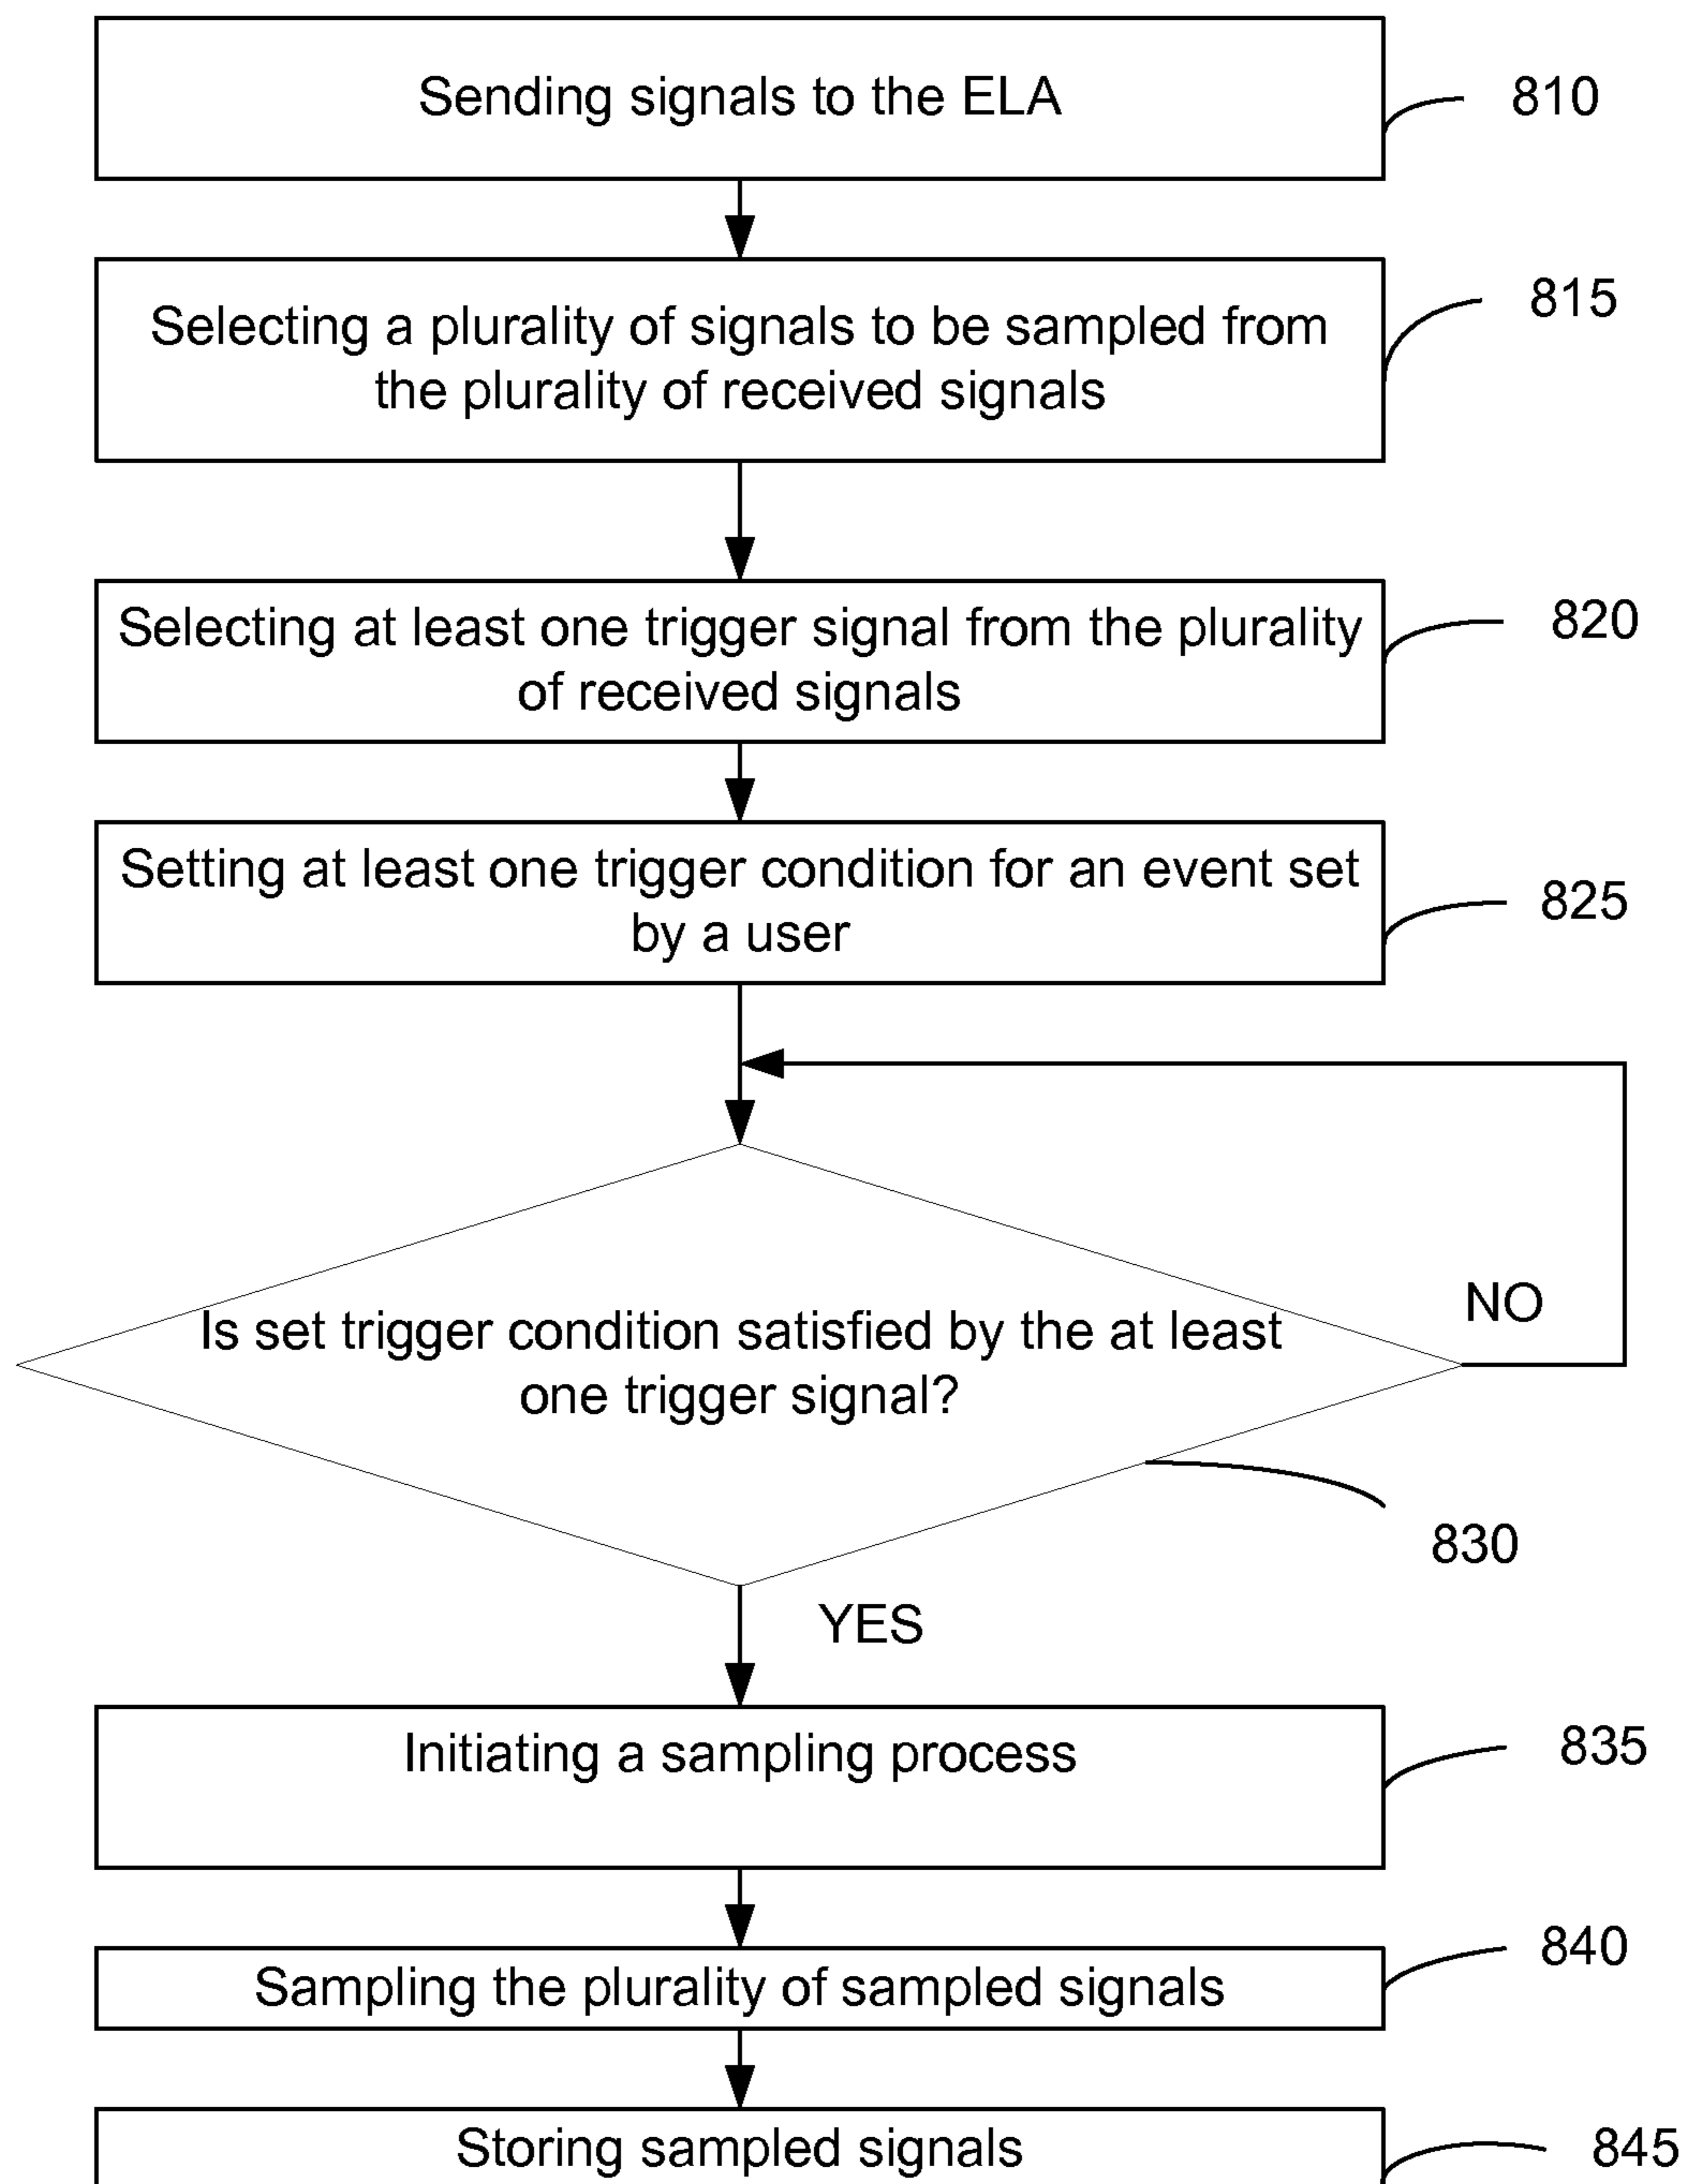 Sending signals to the ELA
810
Selecting a plurality of signals to be sampled from
the plurality of received signals
815
Selecting at least one trigger signal from the plurality
of received signals
820
Setting at least one trigger condition for an event set
by a user
825
Is set trigger condition satisfied by the at least
one trigger signal?
NO
830
YES
Initiating a sampling process
835
Sampling the plurality of sampled signals
840
Storing sampled signals
845